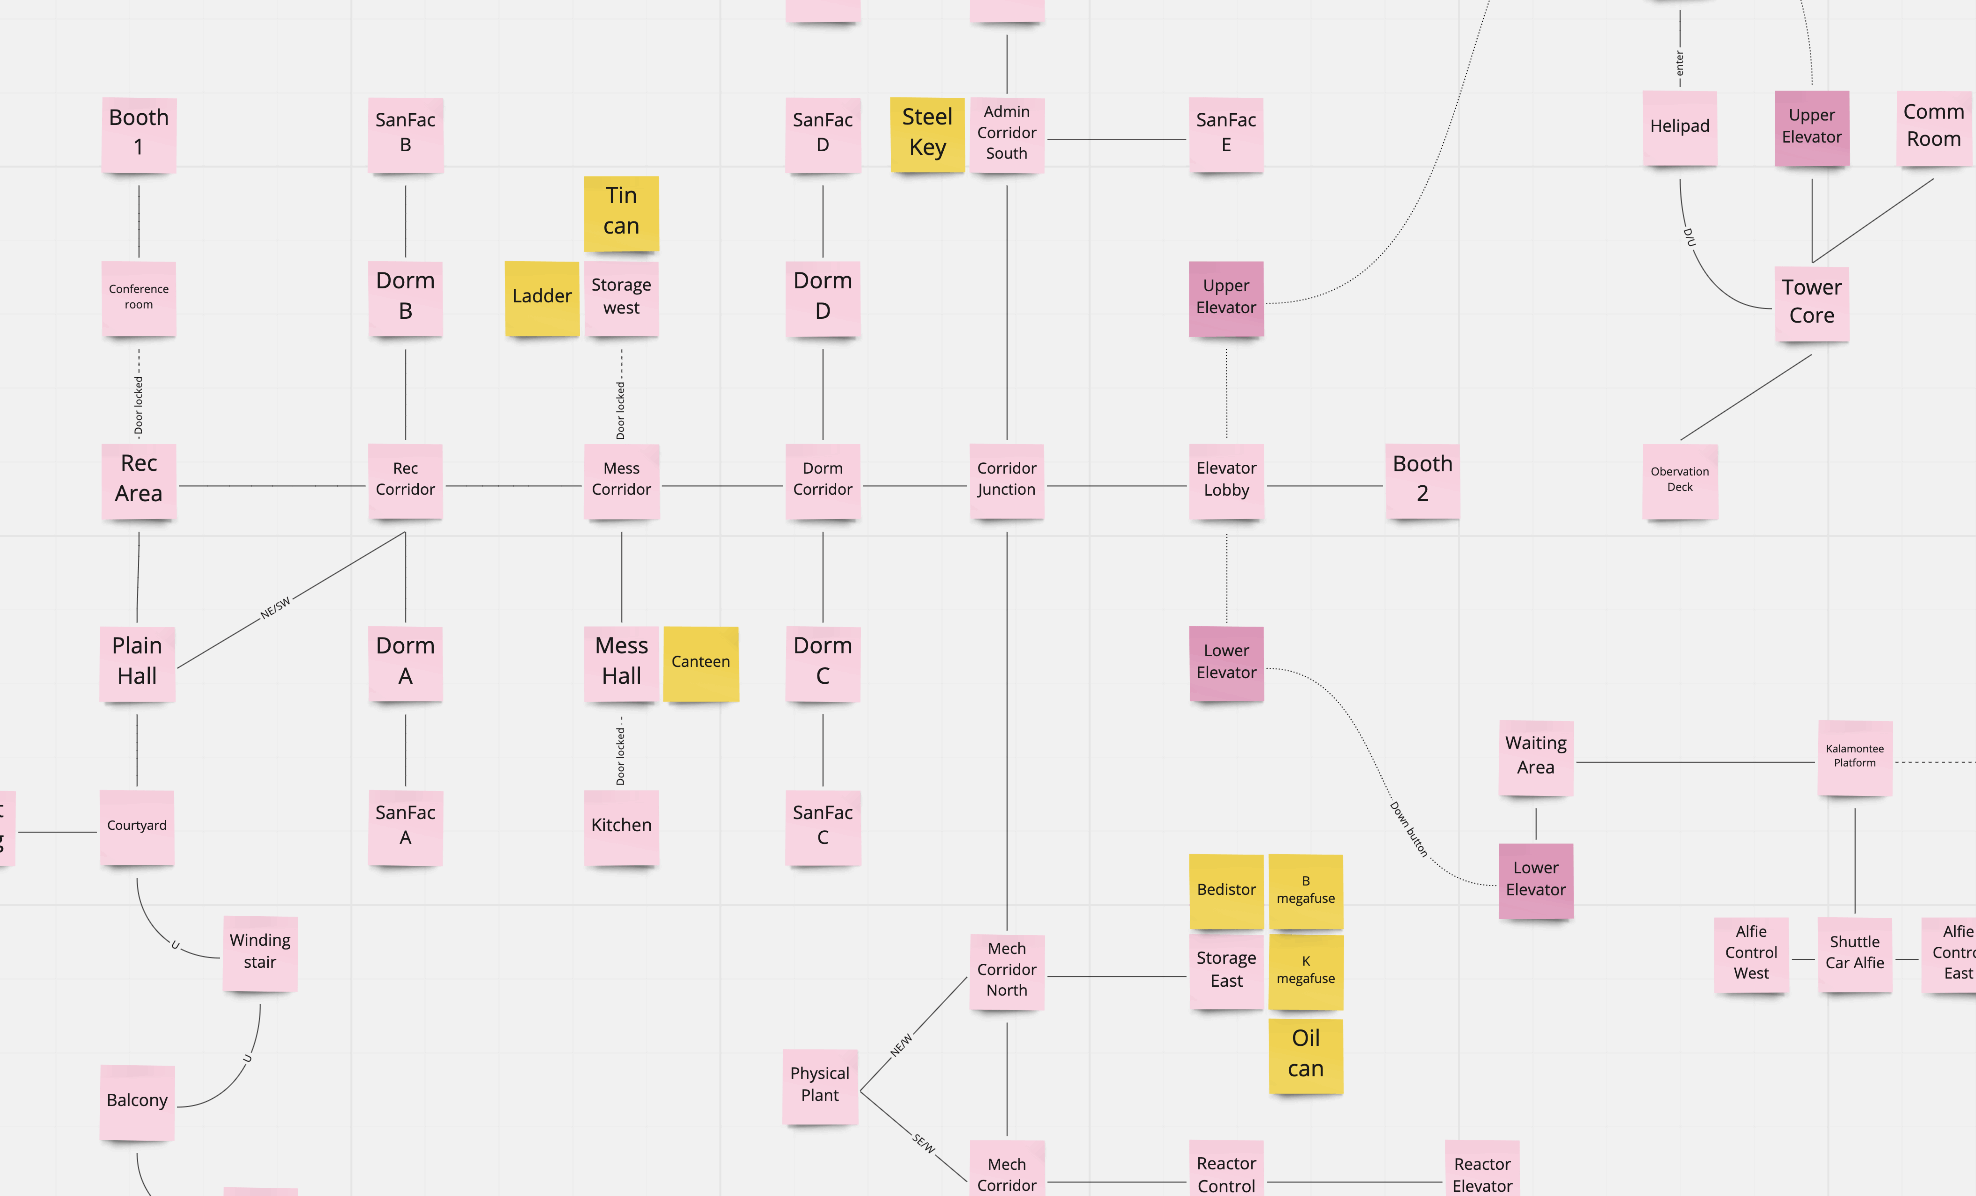 enter
Booth
1
SanFac
B
SanFac
D
Steel
Key
Admin
Corridor
South
SanFac
E
Helipad
Upper
Elevator
Comm
Room
Tin
can
D/U
Conference
room
Dorm
B
Ladder
Storage
west
Dorm
D
Upper
Elevator
Tower
Core
Door locked
Door locked
Rec
Area
Rec
Corridor
Mess
Corridor
Dorm
Corridor
Corridor
Junction
Elevator
Lobby
Booth
2
Obervation
Deck
NE/SW
Plain
Hall
Dorm
A
Mess
Hall
Canteen
Dorm
C
Lower
Elevator
Door locked
Waiting
Area
Kalamontee
Platform
Courtyard
SanFac
A
Kitchen
SanFac
C
Down button
Lower
Elevator
Bedistor
B
megafuse
U
Winding
stair
Mech
Corridor
North
Storage
East
K
megafuse
Alfie
Control
West
Shuttle
Car Alfie
Alfie
East
U
NE/W
Oil
can
Balcony
Physical
Plant
SE/W
Mech
Corridor
Reactor
Control
Reactor
Elevator